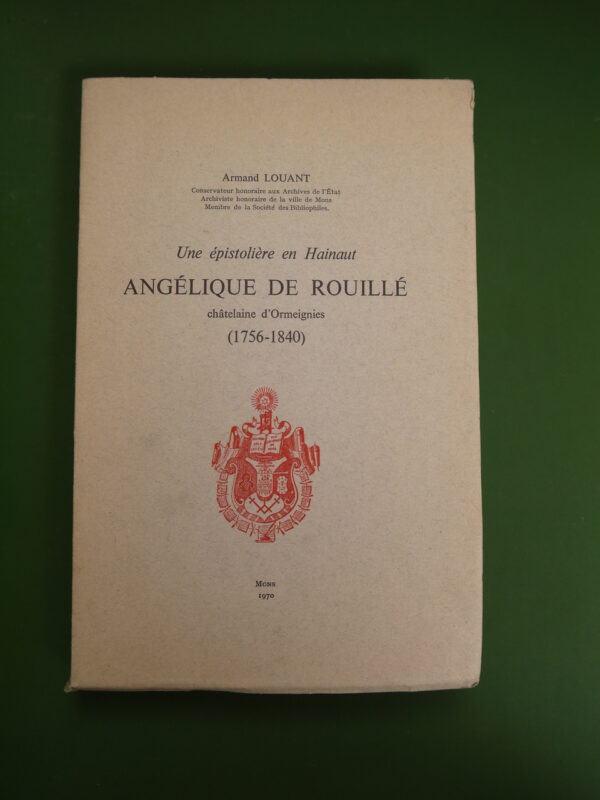 Armand LOUANT
Conservateur honoraire aux Archives de l'État
Archiviste honoraire de la ville de Mons
Membre de la Société des Bibliophiles.
Une épistolière en Hainaut
ANGÉLIQUE DE ROUILLÉ
châtelaine d'Ormeignies
(1756-1840)
Mons
1970